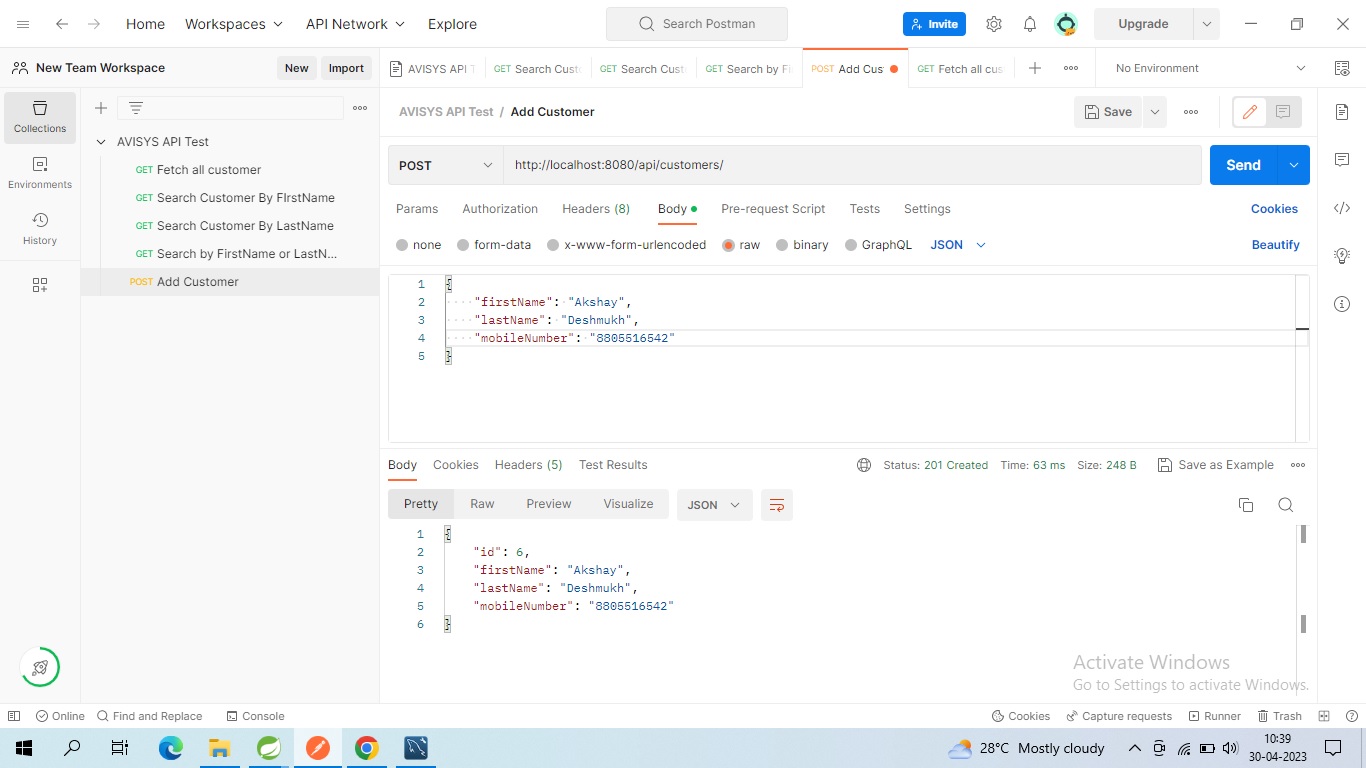 Home Workspaces API Network Explore Search Postman Invite Upgrade
New Team Workspace New Import
AVISYS API T GET Search Cust GET Search Cust GET Search by Fi POST Add Cus GET Fetch all cus No Environment
Collections
Environments
History
AVISYS API Test
GET Fetch all customer
GET Search Customer By FIrstName
GET Search Customer By LastName
GET Search by FirstName or LastN...
POST Add Customer
AVISYS API Test / Add Customer Save
POST http://localhost:8080/api/customers/ Send
Params Authorization Headers (8) Body Pre-request Script Tests Settings Cookies
none form-data x-www-form-urlencoded raw binary GraphQL JSON Beautify
1 {
2 "firstName": "Akshay",
3 "lastName": "Deshmukh",
4 "mobileNumber": "8805516542"
5 }
Body Cookies Headers (5) Test Results Status: 201 Created Time: 63 ms Size: 248 B Save as Example
Pretty Raw Preview Visualize JSON
1 {
2 "id": 6,
3 "firstName": "Akshay",
4 "lastName": "Deshmukh",
5 "mobileNumber": "8805516542"
6 }
Activate Windows
Go to Settings to activate Windows.
Online Find and Replace Console Cookies Capture requests Runner Trash
28°C Mostly cloudy
10:39
30-04-2023